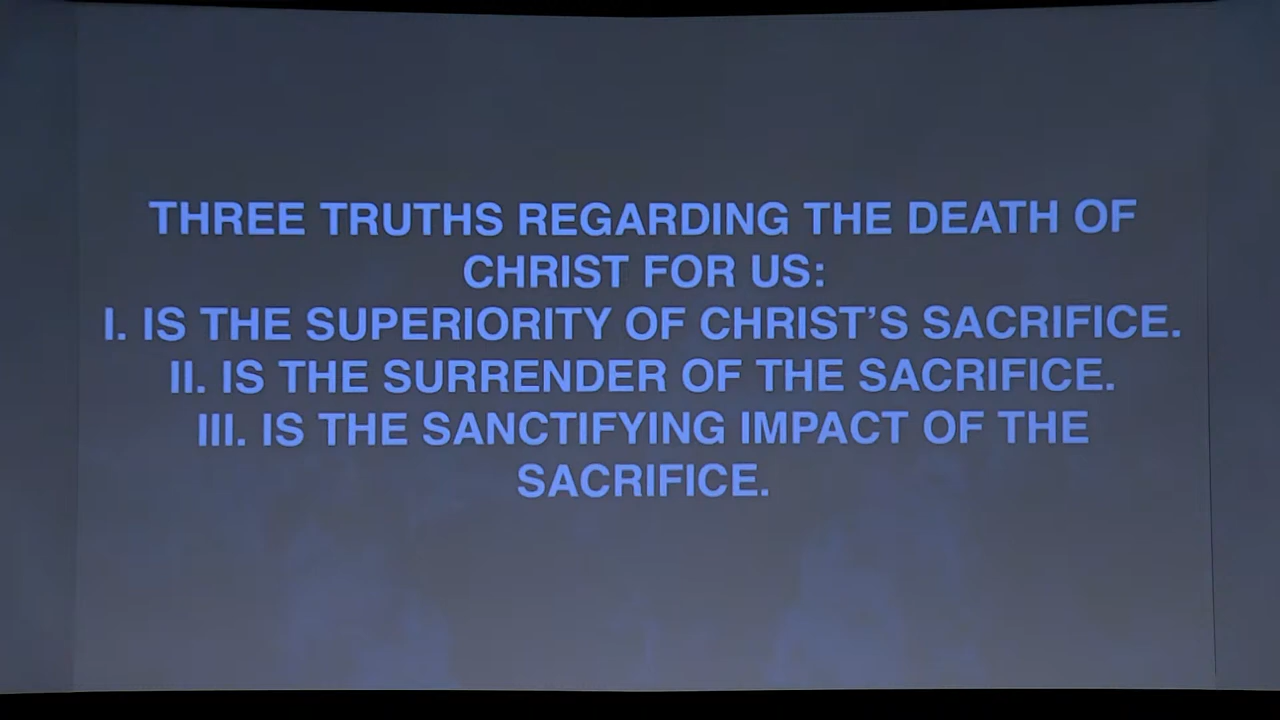 THREE TRUTHS REGARDING THE DEATH OF
CHRIST FOR US:
I. IS THE SUPERIORITY OF CHRIST’S SACRIFICE.
II. IS THE SURRENDER OF THE SACRIFICE.
III. IS THE SANCTIFYING IMPACT OF THE
SACRIFICE.